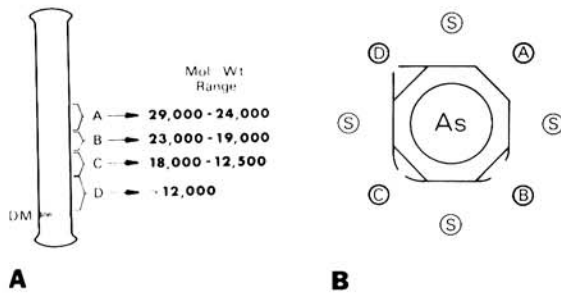 Mol Wt
Range
A 29,000 - 24,000
B 23,000 - 19,000
C 18,000 - 12,500
D 12,000
DM
A
S
D A
S As S
C B
S
B